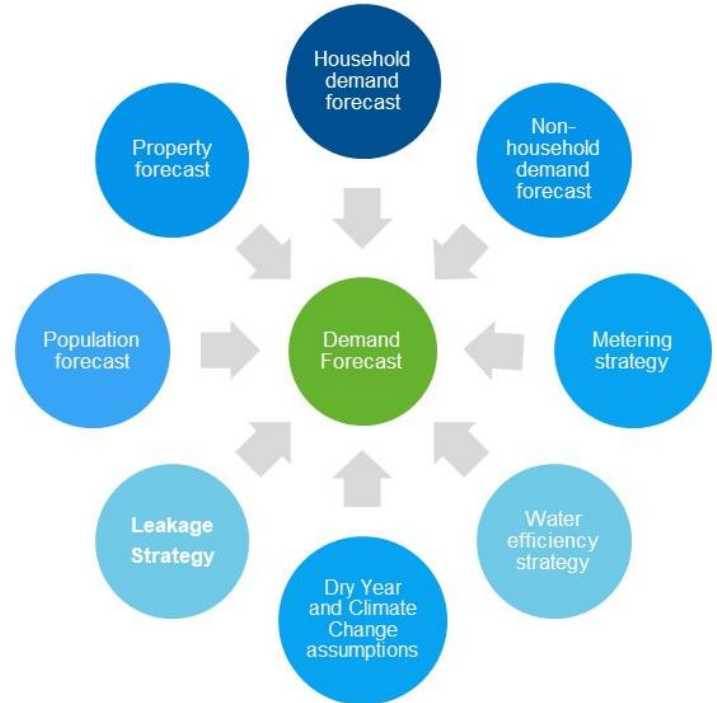 Household
demand
forecast
Non-
household
demand
forecast
Metering
strategy
Water
efficiency
strategy
Dry Year
and Climate
Change
assumptions
Leakage
Strategy
Population
forecast
Property
forecast
Demand
Forecast